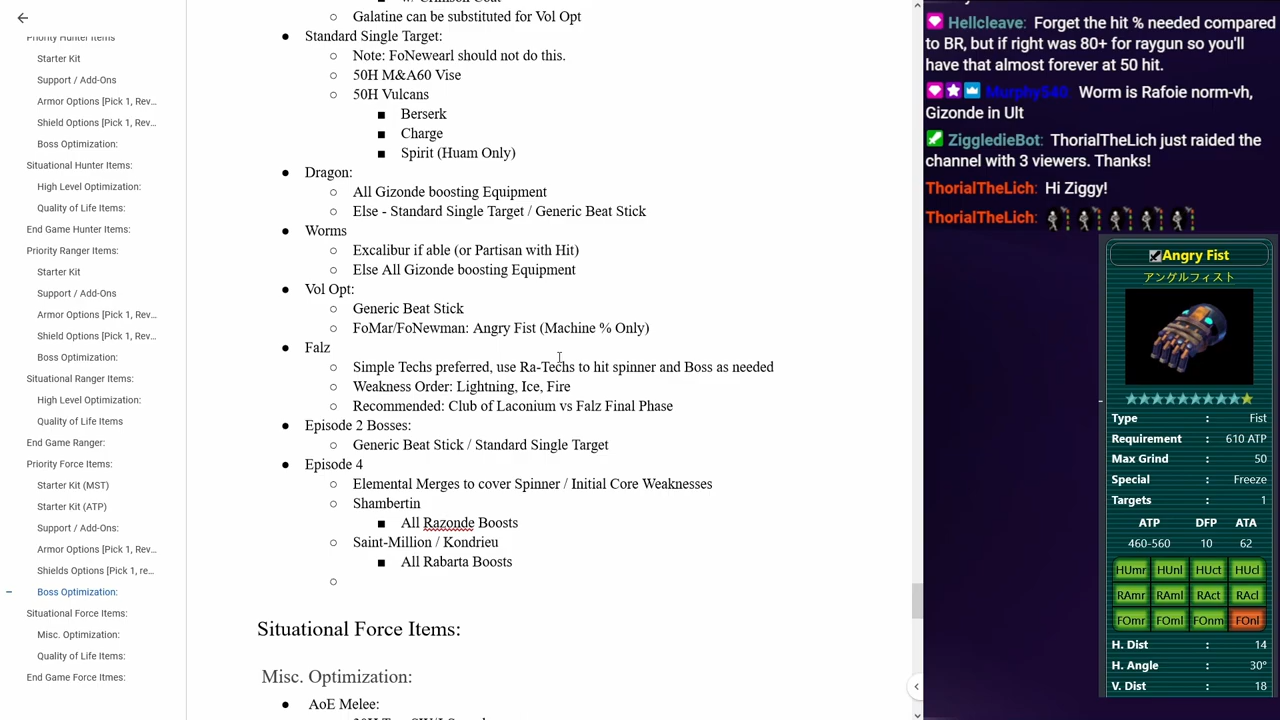 Priority Hunter Items
Starter Kit
Support / Add-Ons
Armor Options [Pick 1, Rev...
Shield Options [Pick 1, Rev...
Boss Optimization:
Situational Hunter Items:
High Level Optimization:
Quality of Life Items:
End Game Hunter Items:
Priority Ranger Items:
Starter Kit
Support / Add-Ons
Armor Options [Pick 1, Rev...
Shield Options [Pick 1, Rev...
Boss Optimization:
Situational Ranger Items:
High Level Optimization:
Quality of Life Items
End Game Ranger:
Priority Force Items:
Starter Kit (MST)
Starter Kit (ATP)
Support / Add-Ons:
Armor Options [Pick 1, Rev...
Shields Options [Pick 1, re...
Boss Optimization:
Situational Force Items:
Misc. Optimization:
Quality of Life Items:
End Game Force Itmes:
Galatine can be substituted for Vol Opt
Standard Single Target:
Note: FoNewearl should not do this.
50H M&A60 Vise
50H Vulcans
Berserk
Charge
Spirit (Huam Only)
Dragon:
All Gizonde boosting Equipment
Else - Standard Single Target / Generic Beat Stick
Worms
Excalibur if able (or Partisan with Hit)
Else All Gizonde boosting Equipment
Vol Opt:
Generic Beat Stick
FoMar/FoNewman: Angry Fist (Machine % Only)
Falz
Simple Techs preferred, use Ra-Techs to hit spinner and Boss as needed
Weakness Order: Lightning, Ice, Fire
Recommended: Club of Laconium vs Falz Final Phase
Episode 2 Bosses:
Generic Beat Stick / Standard Single Target
Episode 4
Elemental Merges to cover Spinner / Initial Core Weaknesses
Shambertin
All Razonde Boosts
Saint-Million / Kondrieu
All Rabarta Boosts
Situational Force Items:
Misc. Optimization:
AoE Melee:
Hellcleave: Forget the hit % needed compared
to BR, but if right was 80+ for raygun so you'll
have that almost forever at 50 hit.
Murphy540: Worm is Rafoie norm-vh,
Gizonde in Ult
ZiggledieBot: ThorialTheLich just raided the
channel with 3 viewers. Thanks!
ThorialTheLich: Hi Ziggy!
ThorialTheLich:
Angry Fist
アングルフィスト
Type : Fist
Requirement : 610 ATP
Max Grind : 50
Special : Freeze
Targets : 1
ATP DFP ATA
460-560 10 62
HUmr HUnl HUct HUcl
RAmr RAml RAct RAcl
FOmr FOml FOnm FOnl
H. Dist : 14
H. Angle : 30°
V. Dist : 18